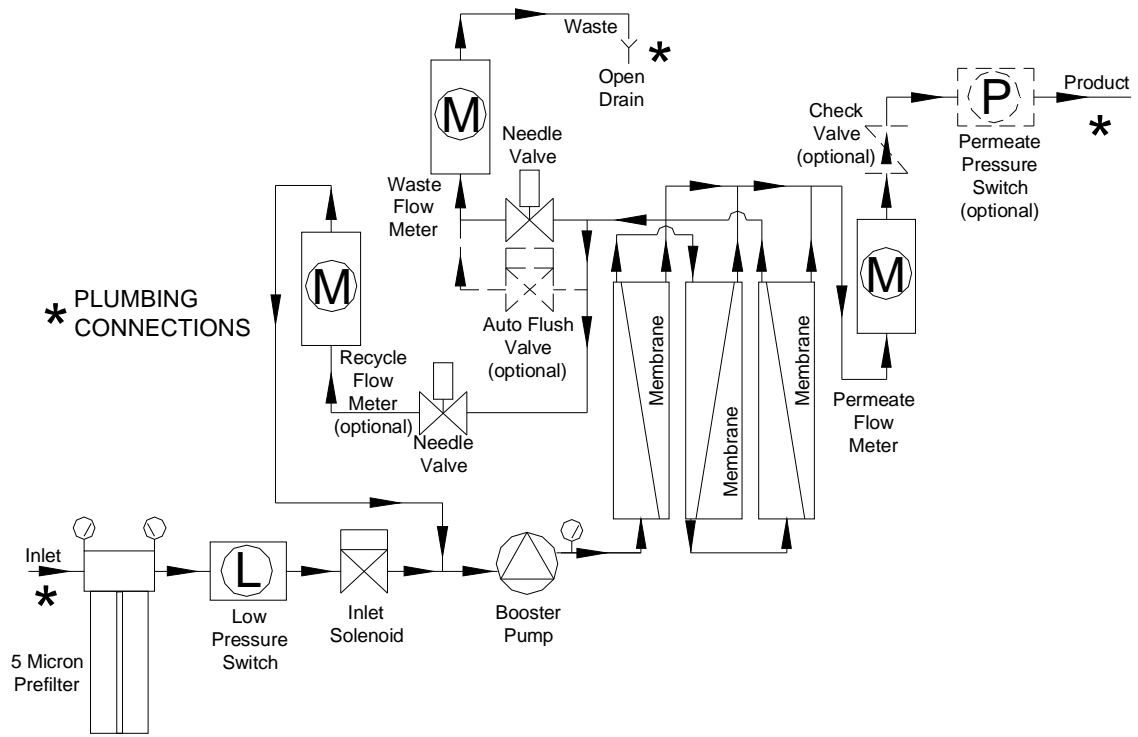 Waste
*
Open
Drain
M
Needle
Valve
Waste
Flow
Meter
Check
Valve
(optional)
P
Product
*
Permeate
Pressure
Switch
(optional)
M
* PLUMBING
CONNECTIONS
Auto Flush
Valve
(optional)
M
Recycle
Flow
Meter
(optional)
Needle
Valve
Membrane
Membrane
Membrane
Permeate
Flow
Meter
Inlet
*
L
Low
Pressure
Switch
Inlet
Solenoid
Booster
Pump
5 Micron
Prefilter